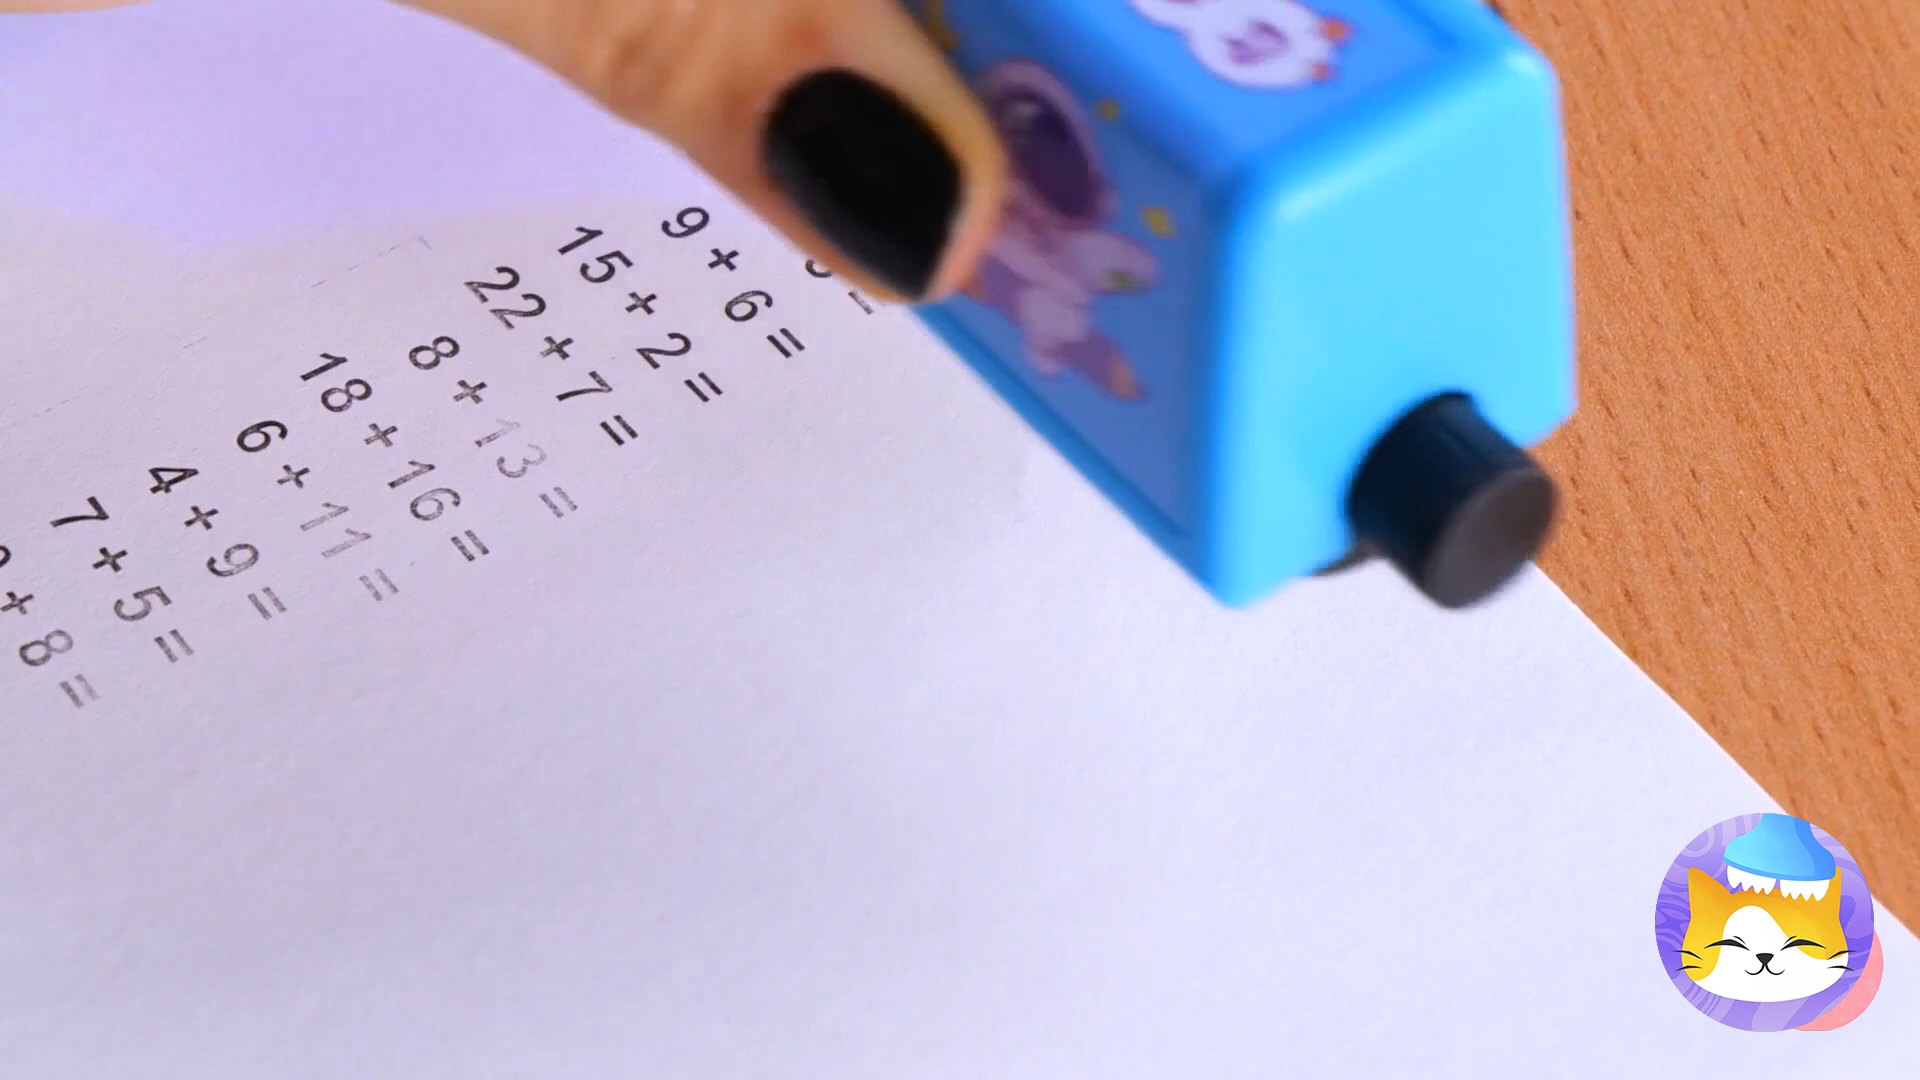 9 + 6 =
15 + 2 =
22 + 7 =
8 + 13 =
18 + 16 =
6 + 11 =
4 + 9 =
7 + 5 =
+ 8 =